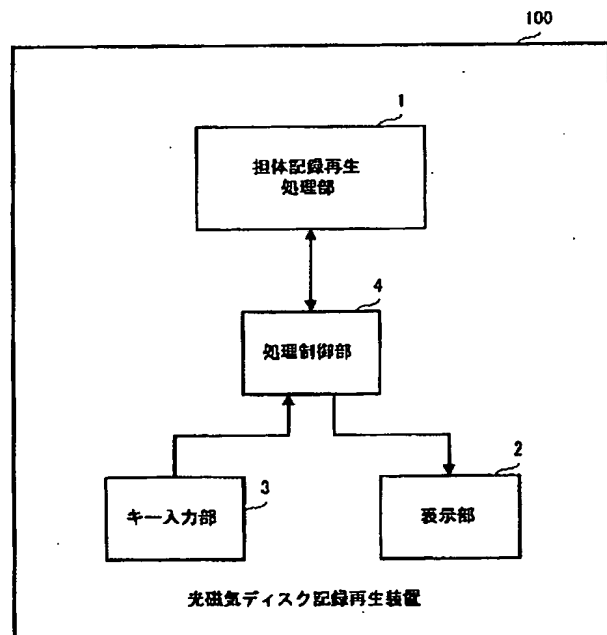 100
1
担体記録再生
処理部
4
処理制御部
3
キー入力部
2
表示部
光磁気ディスク記録再生装置